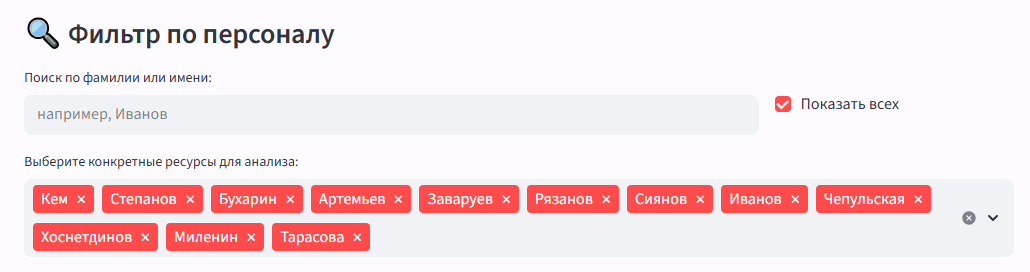 Фильтр по персоналу
Поиск по фамилии или имени:
например, Иванов
Показать всех
Выберите конкретные ресурсы для анализа:
Кем × Степанов × Бухарин × Артемьев × Заваруев × Рязанов × Сиянов × Иванов × Чепульская ×
Хоснетдинов × Миленин × Тарасова ×